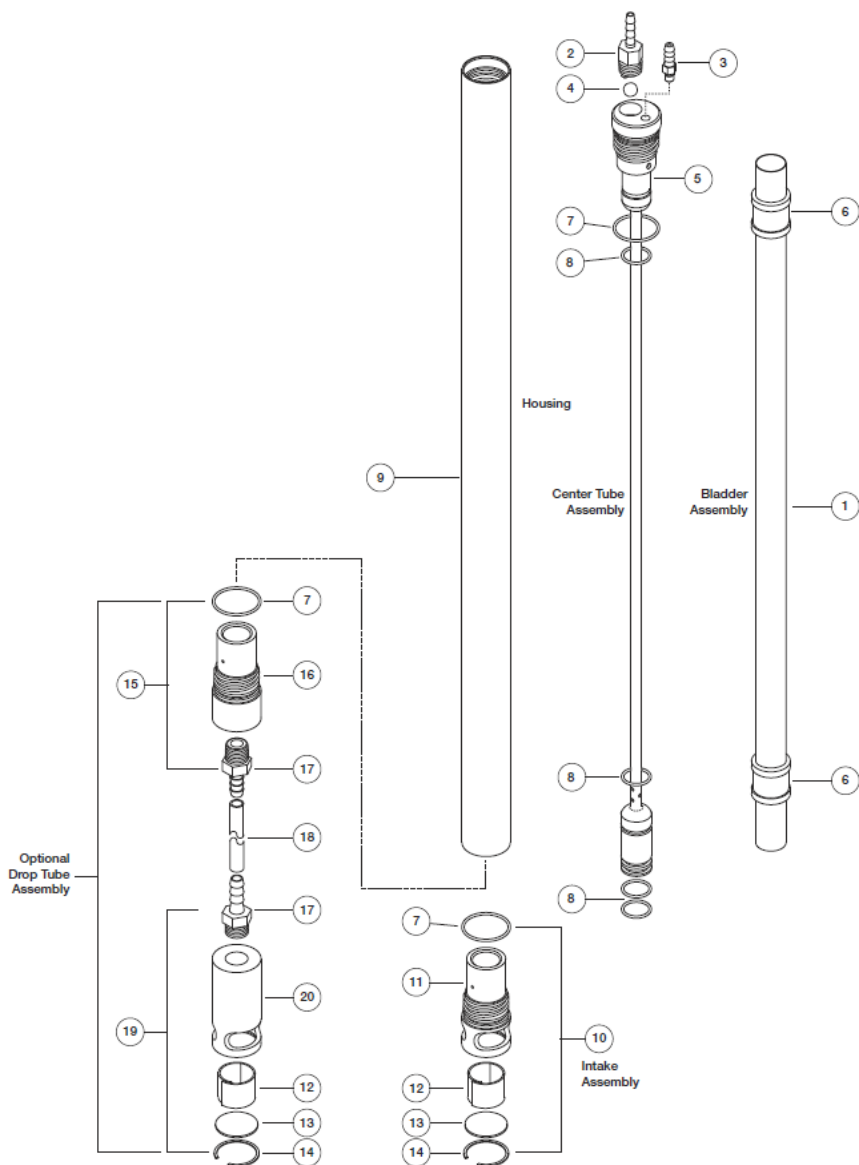 2
3
4
5
6
7
8
Housing
9
Center Tube
Assembly
Bladder
Assembly
1
7
15
16
17
8
6
18
Optional
Drop Tube
Assembly
17
8
7
11
20
19
10
Intake
Assembly
12
12
13
13
14
14